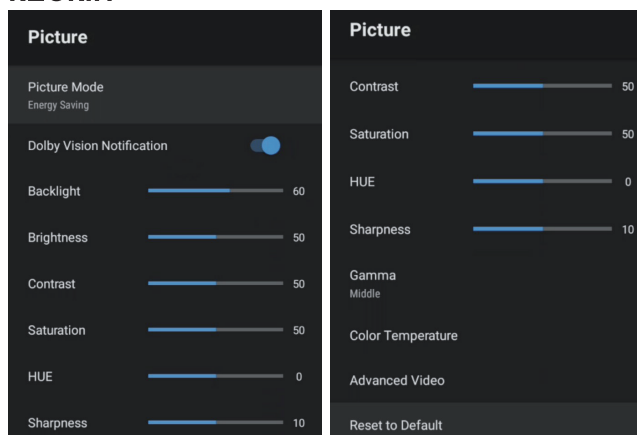 Picture
Picture Mode
Energy Saving
Dolby Vision Notification
Backlight 60
Brightness 50
Contrast 50
Saturation 50
HUE 0
Sharpness 10
Picture
Contrast 50
Saturation 50
HUE 0
Sharpness 10
Gamma
Middle
Color Temperature
Advanced Video
Reset to Default